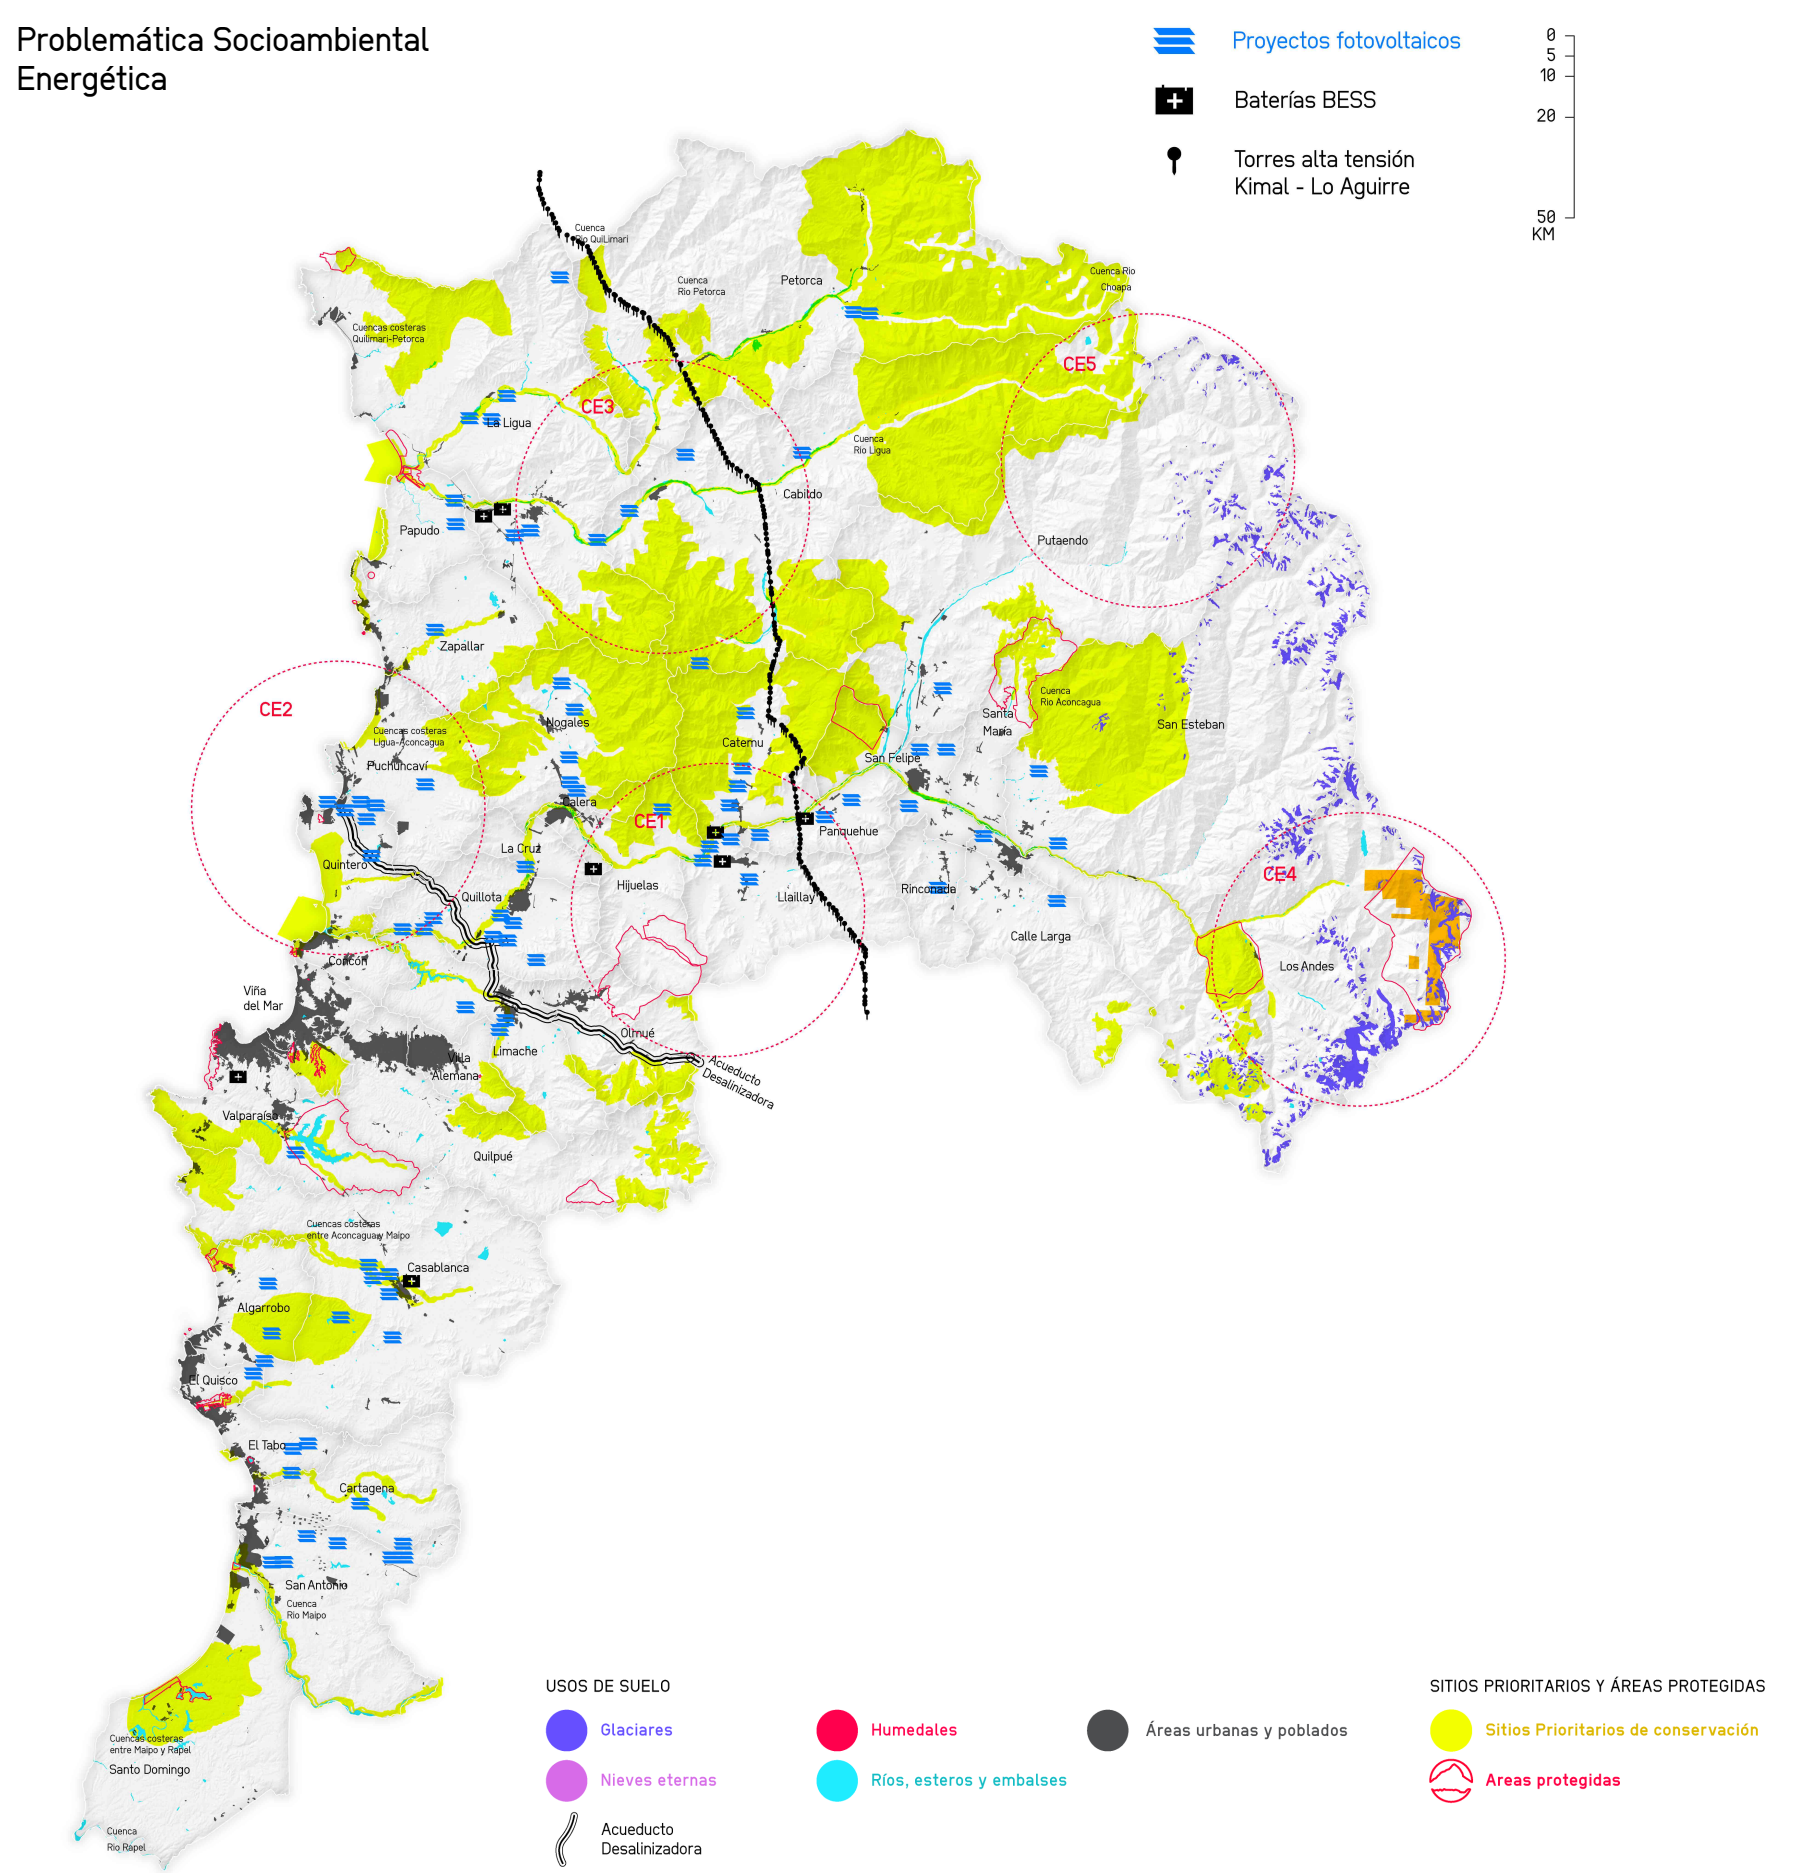 Problemática Socioambiental
Energética
Proyectos fotovoltaicos
Baterías BESS
Torres alta tensión
Kimal - Lo Aguirre
0
5
10
20
50
KM
Cuenca
Rio QuiLimari
Cuenca
Rio Petorca
Petorca
Cuenca Rio
Choapa
Cuencas costeras
Quilimari-Petorca
CE5
CE3
La Ligua
Cuenca
Rio Ligua
Cabildo
Papudo
Putaendo
Zapallar
CE2
Cuenca
Rio Aconcagua
Santa
María
San Esteban
Nogales
Cuencas costeras
Ligua-Aconcagua
Catemu
San Felipe
Puchuncaví
Calera
CE1
Panquehue
La Cruz
Quintero
CE4
Hijuelas
Rinconada
Quillota
Llaillay
Calle Larga
Concón
Los Andes
Viña
del Mar
Olmué
Limache
Villa
Alemana
Acueducto
Desalinizadora
Valparaíso
Quilpué
Cuencas costeras
entre Aconcagua y Maipo
Casablanca
Algarrobo
El Quisco
El Tabo
Cartagena
San Antonio
Cuenca
Rio Maipo
Cuencas costeras
entre Maipo y Rapel
Santo Domingo
Cuenca
Rio Rapel
USOS DE SUELO
Glaciares
Humedales
Áreas urbanas y poblados
Nieves eternas
Ríos, esteros y embalses
Acueducto
Desalinizadora
SITIOS PRIORITARIOS Y ÁREAS PROTEGIDAS
Sitios Prioritarios de conservación
Areas protegidas